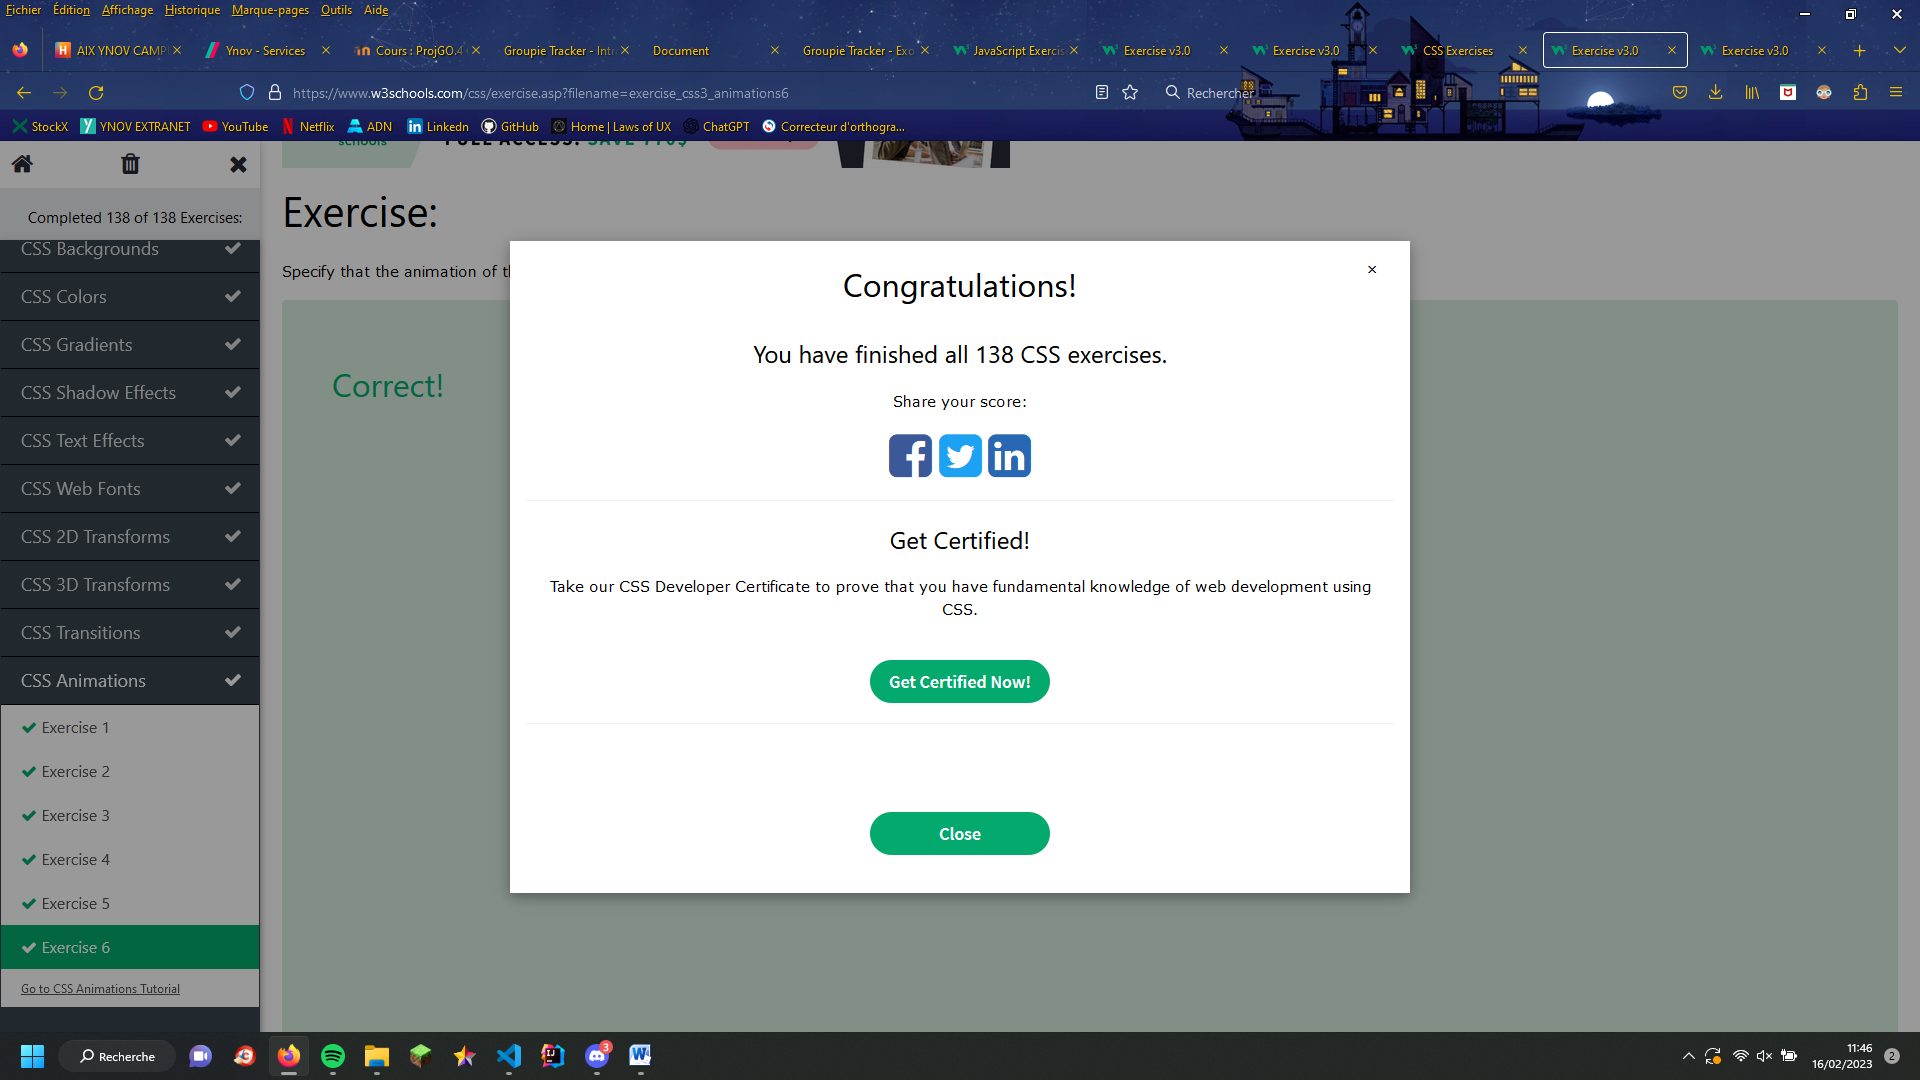 Fichier Édition Affichage Historique Marque-pages Outils Aide
AIX YNOV CAMP Ynov - Services Cours : ProjGO.4 Groupie Tracker - Intr Document Groupie Tracker - Exo JavaScript Exercis Exercise v3.0 Exercise v3.0 CSS Exercises Exercise v3.0 Exercise v3.0
https://www.w3schools.com/css/exercise.asp?filename=exercise_css3_animations6 Rechercher
StockX YNOV EXTRANET YouTube Netflix ADN Linkedn GitHub Home | Laws of UX ChatGPT Correcteur d'orthogra...
schools FULL ACCESS: SAVE 770$
Completed 138 of 138 Exercises:
CSS Backgrounds
CSS Colors
CSS Gradients
CSS Shadow Effects
CSS Text Effects
CSS Web Fonts
CSS 2D Transforms
CSS 3D Transforms
CSS Transitions
CSS Animations
Exercise 1
Exercise 2
Exercise 3
Exercise 4
Exercise 5
Exercise 6
Go to CSS Animations Tutorial
Exercise:
Specify that the animation of t
Correct!
Congratulations!
You have finished all 138 CSS exercises.
Share your score:
Get Certified!
Take our CSS Developer Certificate to prove that you have fundamental knowledge of web development using
CSS.
Get Certified Now!
Close
Recherche
3
11:46
16/02/2023
2